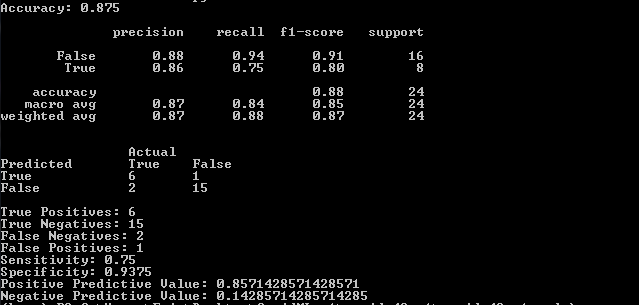 Accuracy: 0.875
precision recall f1-score support
False 0.88 0.94 0.91 16
True 0.86 0.75 0.80 8
accuracy 0.88 24
macro avg 0.87 0.84 0.85 24
weighted avg 0.87 0.88 0.87 24
Actual
Predicted True False
True 6 1
False 2 15
True Positives: 6
True Negatives: 15
False Negatives: 2
False Positives: 1
Sensitivity: 0.75
Specificity: 0.9375
Positive Predictive Value: 0.8571428571428571
Negative Predictive Value: 0.14285714285714285